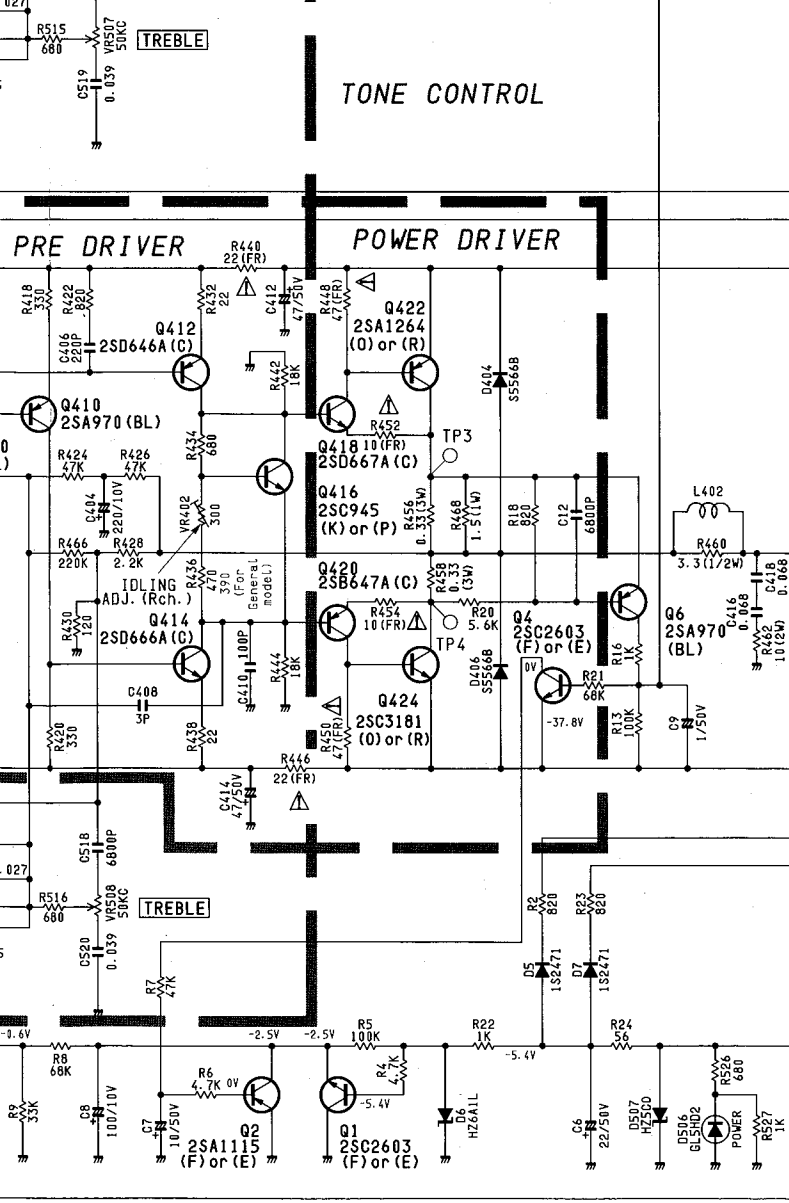 027
R515
680
VR507
50KC
TREBLE
C519
0.039
TONE CONTROL
PRE DRIVER
POWER DRIVER
R440
22(FR)
R418
330
R422
820
R432
22
C412
47/50V
R448
47(FR)
Q422
2SA1264
(O)or(R)
Q412
2SD646A(C)
C406
220P
R442
18K
D404
S5566B
Q410
2SA970(BL)
R452
10(FR)
TP3
R434
680
Q418
2SD667A(C)
R424
47K
R426
47K
C404
220/10V
Q416
2SC945
(K)or(P)
VR402
300
R456
0.33(3W)
R468
1.5(1W)
R18
820
C12
6800P
L402
R466
220K
R428
2.2K
R460
3.3(1/2W)
IDLING
ADJ.(Rch.)
R436
470
390
(For
General
model)
Q420
2SB647A(C)
R458
0.33
(3W)
C418
0.068
C416
0.068
R462
10(2W)
R430
120
Q414
2SD666A(C)
R454
10(FR)
TP4
R20
5.6K
Q4
2SC2603
(F)or(E)
Q6
2SA970
(BL)
C410
100P
R444
18K
D406
S5566B
0V
R21
68K
R16
1K
C408
3P
Q424
2SC3181
(O)or(R)
-37.8V
R13
100K
C9
1/50V
R420
330
R438
22
R450
47(FR)
R446
22(FR)
C414
47/50V
C518
6800P
.027
R516
680
VR508
50KC
TREBLE
C520
0.039
R2
820
R23
820
R7
47K
D5
1S2471
D7
1S2471
-0.6V
R8
68K
-2.5V
-2.5V
R5
100K
R22
1K
-5.4V
R24
56
R6
4.7K
0V
R4
4.7K
-5.4V
R526
680
R9
33K
C8
100/10V
C7
10/50V
Q2
2SA1115
(F)or(E)
Q1
2SC2603
(F)or(E)
D6
HZ6A1L
C6
22/50V
D507
HZ5CD
D506
GL5HD2
POWER
R527
1K